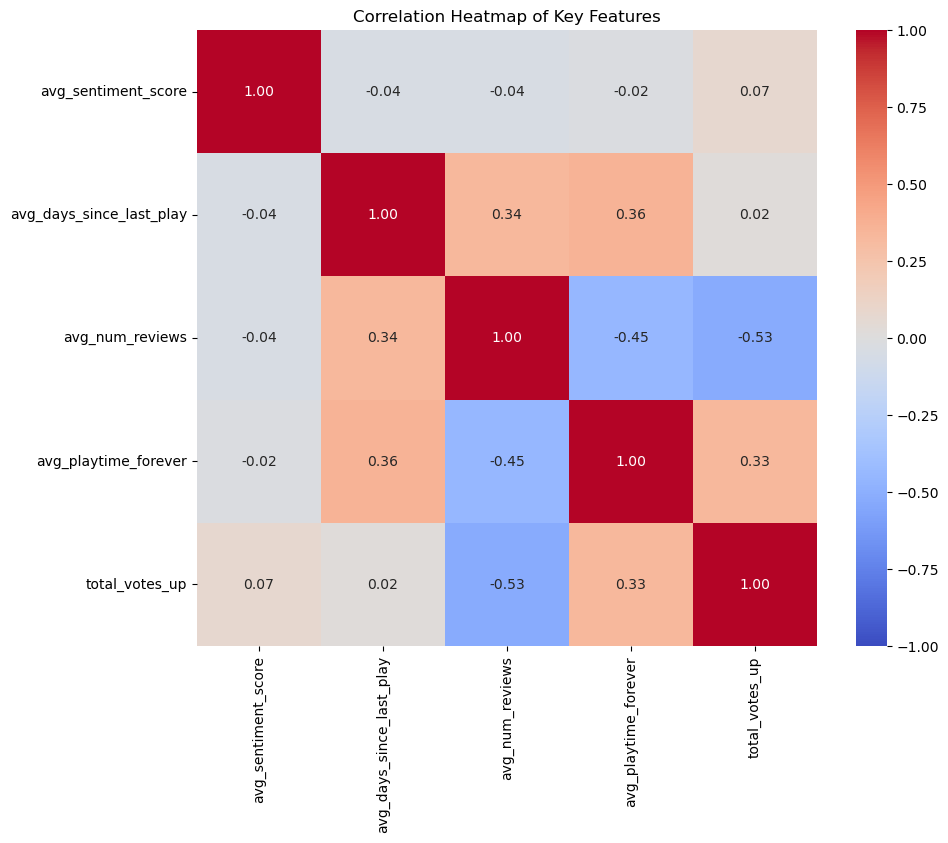 Correlation Heatmap of Key Features
avg_sentiment_score 1.00 -0.04 -0.04 -0.02 0.07
avg_days_since_last_play -0.04 1.00 0.34 0.36 0.02
avg_num_reviews -0.04 0.34 1.00 -0.45 -0.53
avg_playtime_forever -0.02 0.36 -0.45 1.00 0.33
total_votes_up 0.07 0.02 -0.53 0.33 1.00
avg_sentiment_score
avg_days_since_last_play
avg_num_reviews
avg_playtime_forever
total_votes_up
1.00
0.75
0.50
0.25
0.00
−0.25
−0.50
−0.75
−1.00